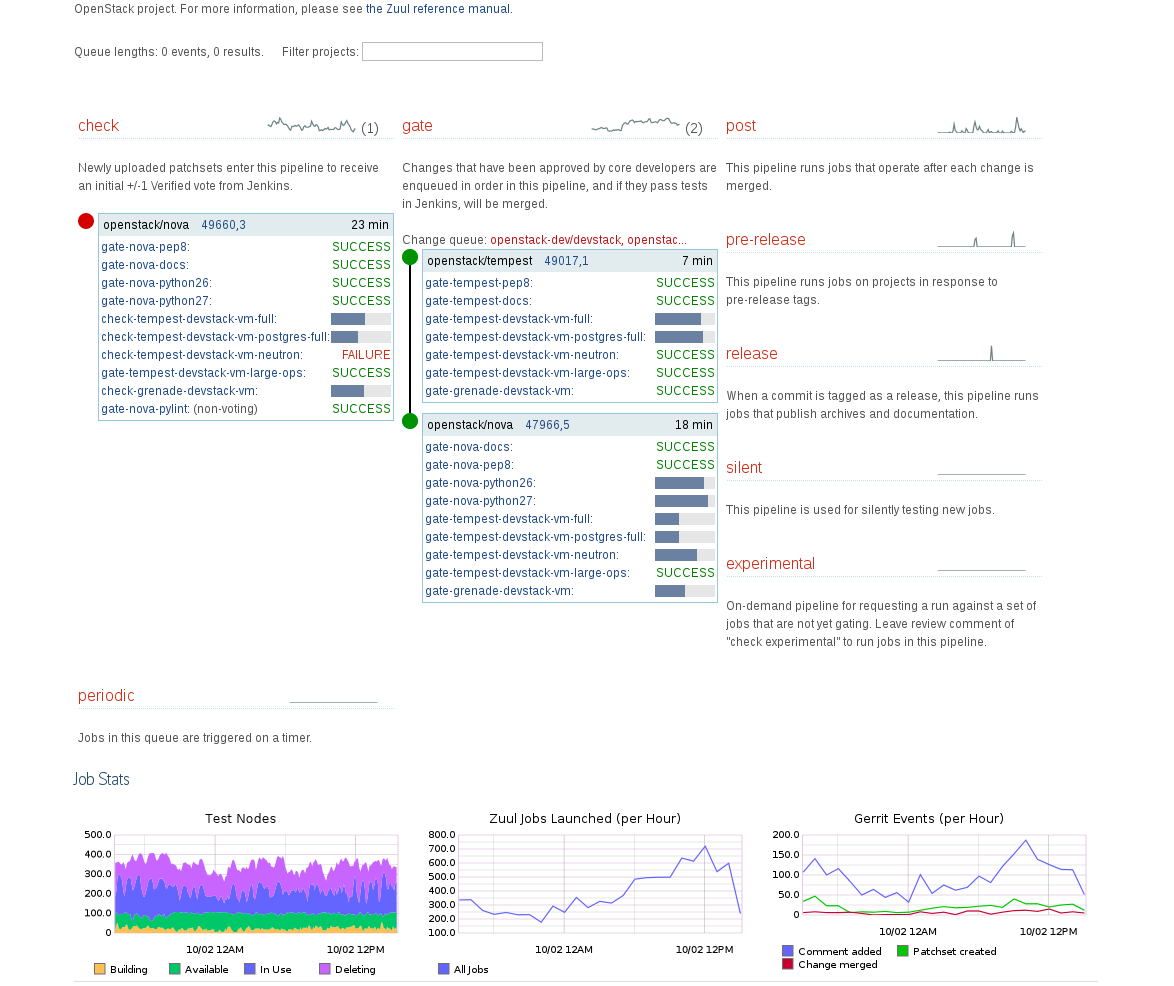 OpenStack project. For more information, please see the Zuul reference manual.
Queue lengths: 0 events, 0 results. Filter projects:
check (1)
Newly uploaded patchsets enter this pipeline to receive
an initial +/-1 Verified vote from Jenkins.
openstack/nova 49660,3 23 min
gate-nova-pep8: SUCCESS
gate-nova-docs: SUCCESS
gate-nova-python26: SUCCESS
gate-nova-python27: SUCCESS
check-tempest-devstack-vm-full:
check-tempest-devstack-vm-postgres-full:
check-tempest-devstack-vm-neutron: FAILURE
gate-tempest-devstack-vm-large-ops: SUCCESS
check-grenade-devstack-vm:
gate-nova-pylint: (non-voting) SUCCESS
gate (2)
Changes that have been approved by core developers are
enqueued in order in this pipeline, and if they pass tests
in Jenkins, will be merged.
Change queue: openstack-dev/devstack, openstac...
openstack/tempest 49017,1 7 min
gate-tempest-pep8: SUCCESS
gate-tempest-docs: SUCCESS
gate-tempest-devstack-vm-full:
gate-tempest-devstack-vm-postgres-full:
gate-tempest-devstack-vm-neutron: SUCCESS
gate-tempest-devstack-vm-large-ops: SUCCESS
gate-grenade-devstack-vm: SUCCESS
openstack/nova 47966,5 18 min
gate-nova-docs: SUCCESS
gate-nova-pep8: SUCCESS
gate-nova-python26:
gate-nova-python27:
gate-tempest-devstack-vm-full:
gate-tempest-devstack-vm-postgres-full:
gate-tempest-devstack-vm-neutron:
gate-tempest-devstack-vm-large-ops: SUCCESS
gate-grenade-devstack-vm:
post
This pipeline runs jobs that operate after each change is
merged.
pre-release
This pipeline runs jobs on projects in response to
pre-release tags.
release
When a commit is tagged as a release, this pipeline runs
jobs that publish archives and documentation.
silent
This pipeline is used for silently testing new jobs.
experimental
On-demand pipeline for requesting a run against a set of
jobs that are not yet gating. Leave review comment of
"check experimental" to run jobs in this pipeline.
periodic
Jobs in this queue are triggered on a timer.
Job Stats
Test Nodes
500.0
400.0
300.0
200.0
100.0
0
10/02 12AM 10/02 12PM
Building Available In Use Deleting
Zuul Jobs Launched (per Hour)
800.0
700.0
600.0
500.0
400.0
300.0
200.0
100.0
10/02 12AM 10/02 12PM
All Jobs
Gerrit Events (per Hour)
200.0
150.0
100.0
50.0
0
10/02 12AM 10/02 12PM
Comment added Patchset created
Change merged